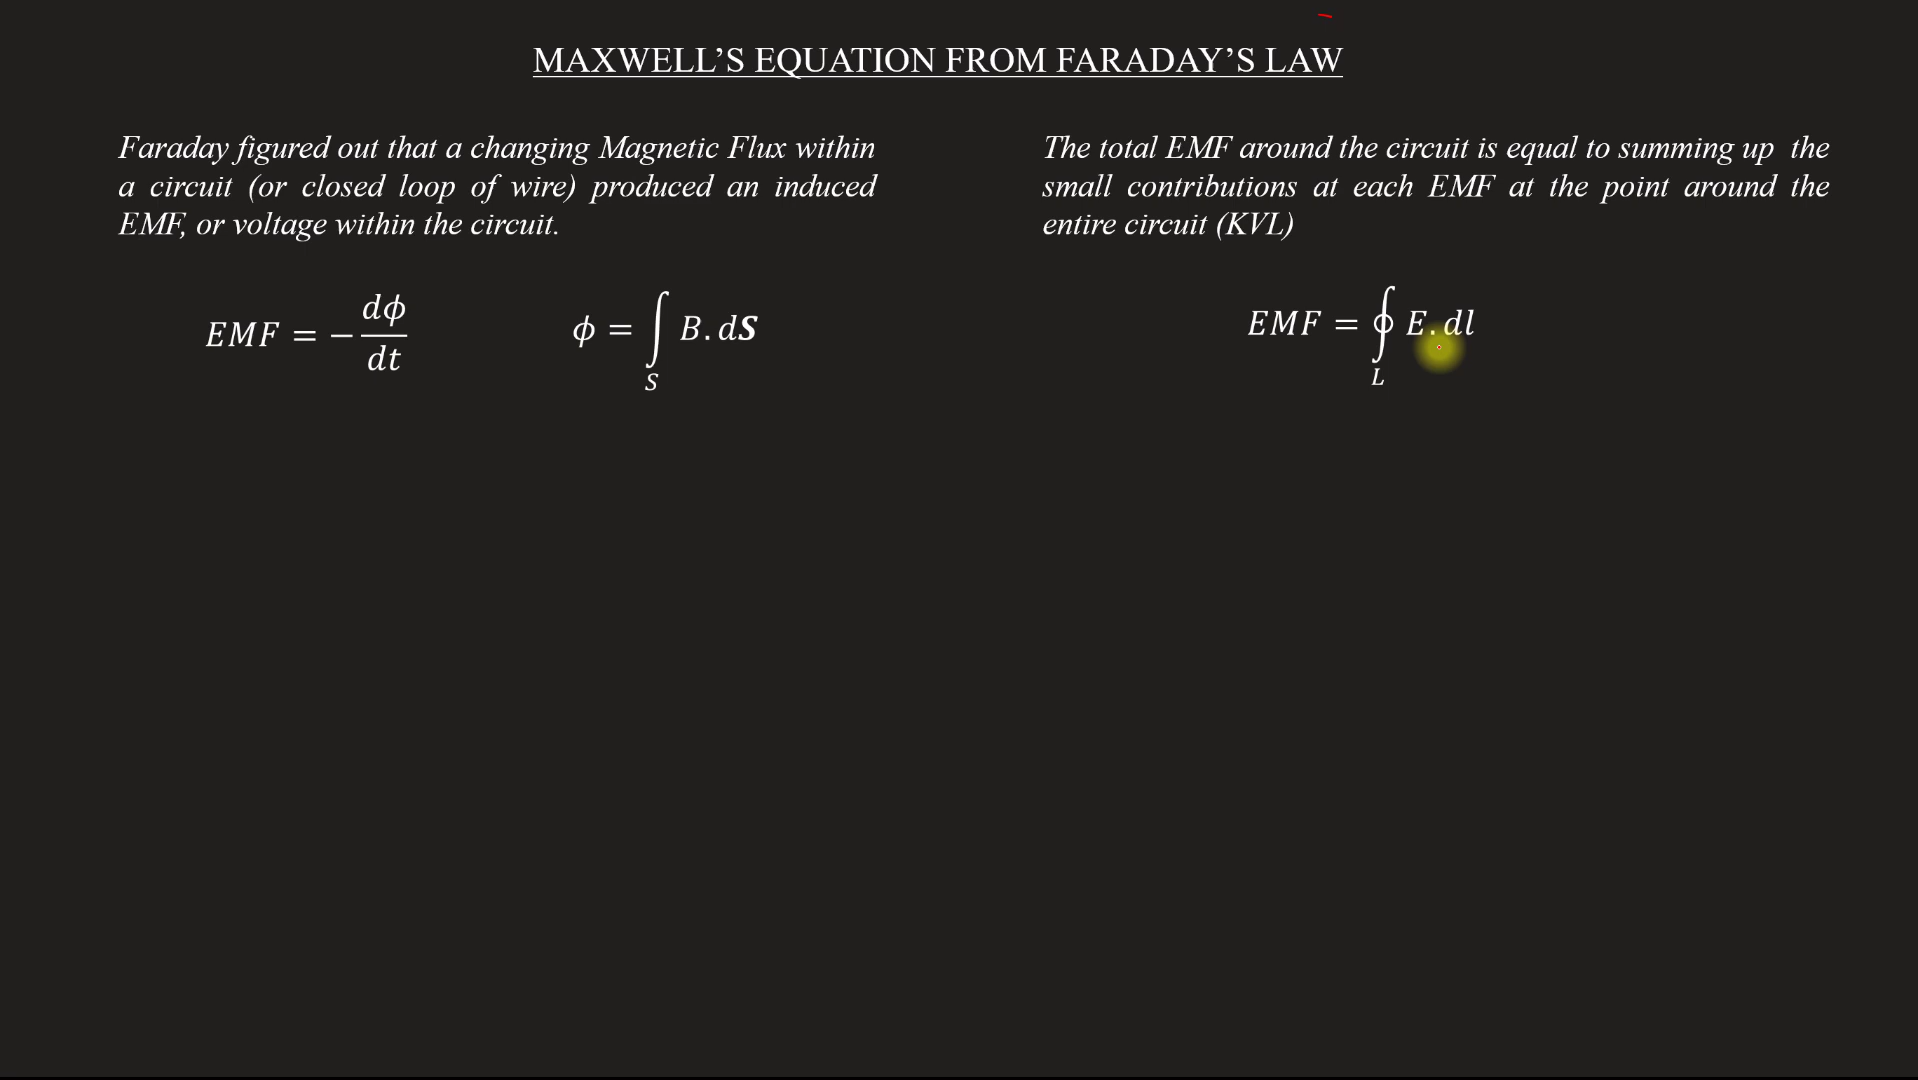 MAXWELL’S EQUATION FROM FARADAY’S LAW
Faraday figured out that a changing Magnetic Flux within
a circuit (or closed loop of wire) produced an induced
EMF, or voltage within the circuit.
EMF = −dϕ/dt
ϕ = ∫_S B.dS
The total EMF around the circuit is equal to summing up the
small contributions at each EMF at the point around the
entire circuit (KVL)
EMF = ∮_L E.dl